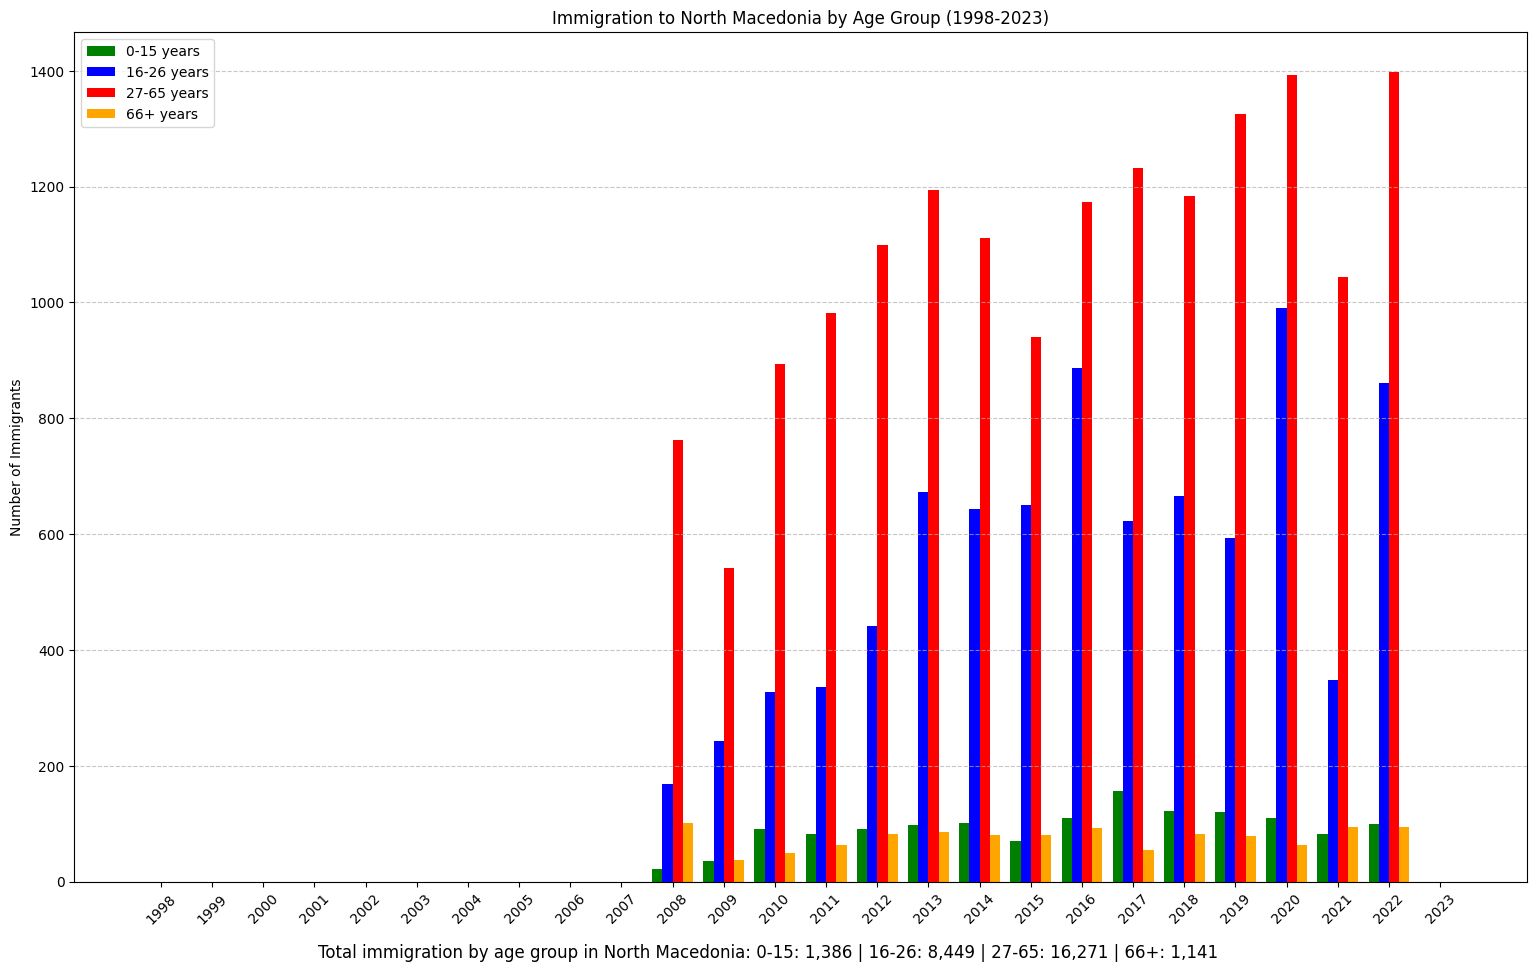 Immigration to North Macedonia by Age Group (1998-2023)
0-15 years
16-26 years
27-65 years
66+ years
Number of Immigrants
1400
1200
1000
800
600
400
200
0
1998 1999 2000 2001 2002 2003 2004 2005 2006 2007 2008 2009 2010 2011 2012 2013 2014 2015 2016 2017 2018 2019 2020 2021 2022 2023
Total immigration by age group in North Macedonia: 0-15: 1,386 | 16-26: 8,449 | 27-65: 16,271 | 66+: 1,141